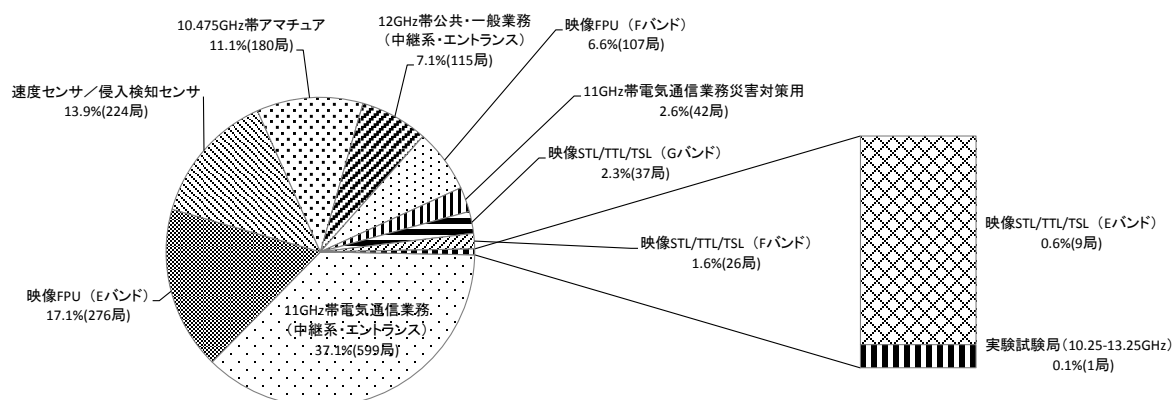 10.475GHz帯アマチュア
11.1%(180局)
12GHz帯公共・一般業務
（中継系・エントランス）
7.1%(115局)
映像FPU（Fバンド）
6.6%(107局)
速度センサ／侵入検知センサ
13.9%(224局)
11GHz帯電気通信業務災害対策用
2.6%(42局)
映像STL/TTL/TSL（Gバンド）
2.3%(37局)
映像STL/TTL/TSL（Eバンド）
0.6%(9局)
映像STL/TTL/TSL（Fバンド）
1.6%(26局)
映像FPU（Eバンド）
17.1%(276局)
11GHz帯電気通信業務
（中継系・エントランス）
37.1%(599局)
実験試験局(10.25-13.25GHz)
0.1%(1局)